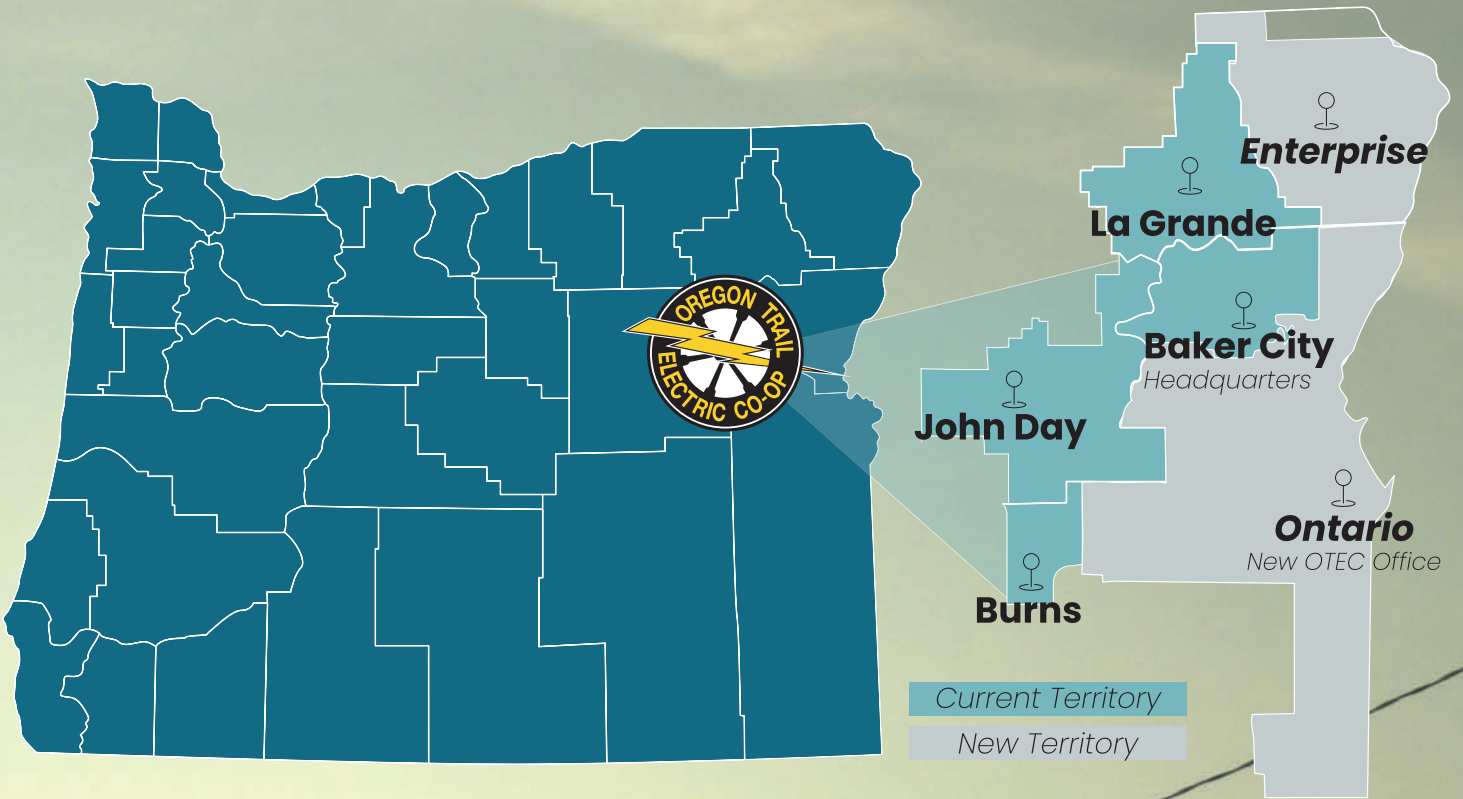 OREGON TRAIL
ELECTRIC CO-OP
Enterprise
La Grande
Baker City
Headquarters
John Day
Ontario
New OTEC Office
Burns
Current Territory
New Territory